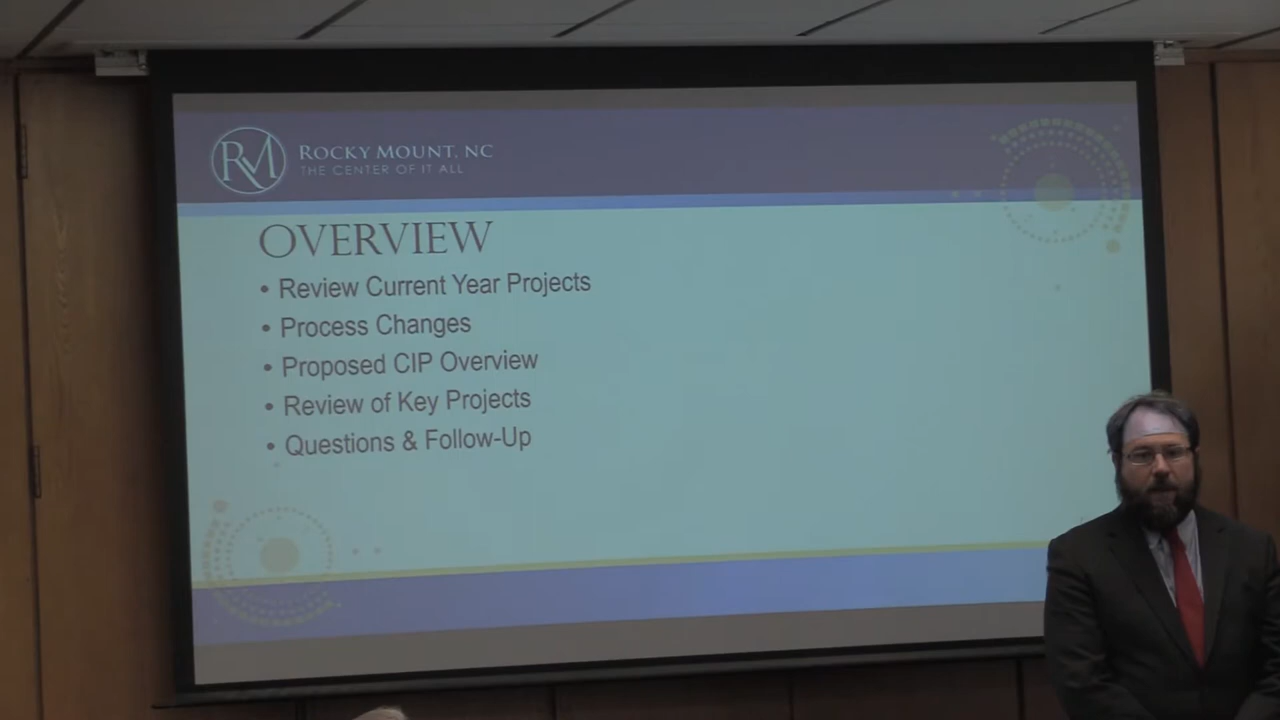 RM
ROCKY MOUNT, NC
THE CENTER OF IT ALL
OVERVIEW
• Review Current Year Projects
• Process Changes
• Proposed CIP Overview
• Review of Key Projects
• Questions & Follow-Up